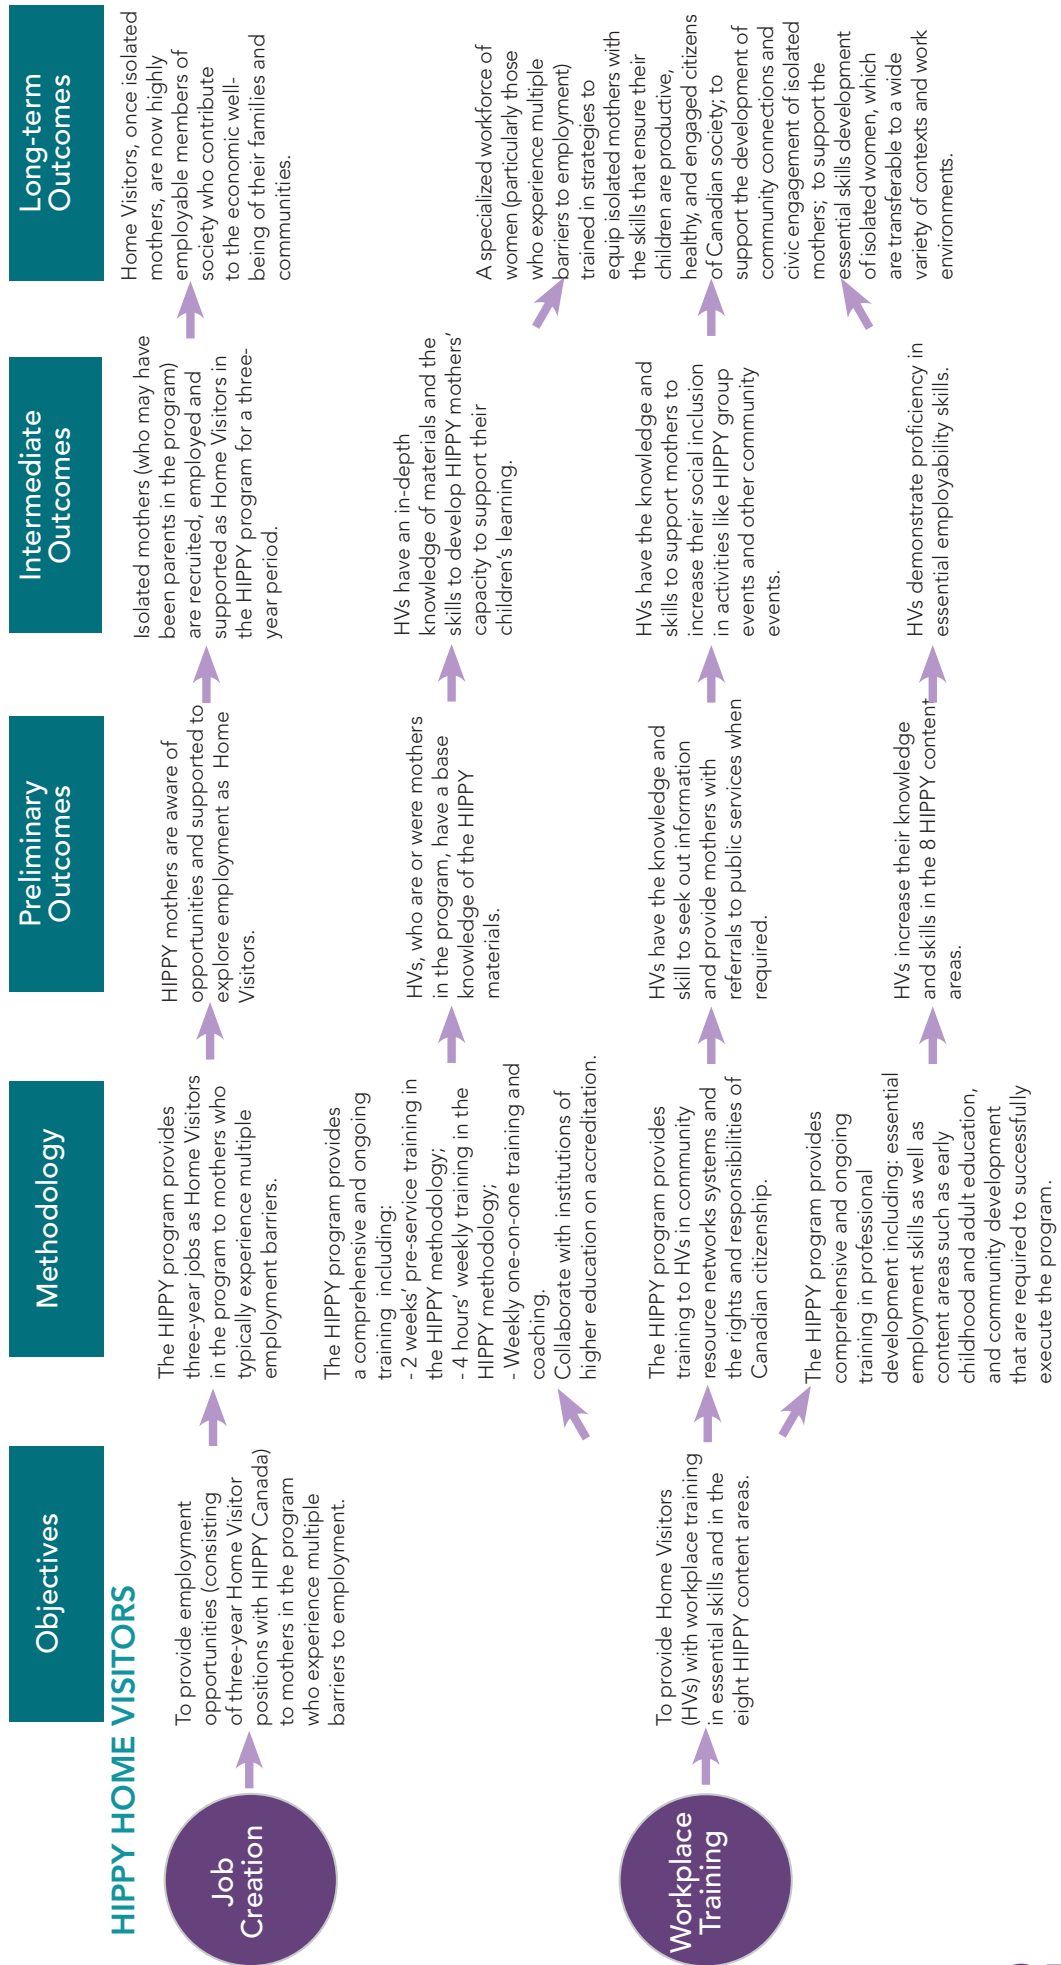 Objectives
Methodology
Preliminary
Outcomes
Intermediate
Outcomes
Long-term
Outcomes
HIPPY HOME VISITORS
Job
Creation
To provide employment
opportunities (consisting
of three-year Home Visitor
positions with HIPPY Canada)
to mothers in the program
who experience multiple
barriers to employment.
The HIPPY program provides
three-year jobs as Home Visitors
in the program to mothers who
typically experience multiple
employment barriers.
HIPPY mothers are aware of
opportunities and supported to
explore employment as Home
Visitors.
Isolated mothers (who may have
been parents in the program)
are recruited, employed and
supported as Home Visitors in
the HIPPY program for a three-
year period.
Home Visitors, once isolated
mothers, are now highly
employable members of
society who contribute
to the economic well-
being of their families and
communities.
Workplace
Training
To provide Home Visitors
(HVs) with workplace training
in essential skills and in the
eight HIPPY content areas.
The HIPPY program provides
a comprehensive and ongoing
training including:
- 2 weeks' pre-service training in
the HIPPY methodology;
- 4 hours' weekly training in the
HIPPY methodology;
- Weekly one-on-one training and
coaching.
Collaborate with institutions of
higher education on accreditation.
HVs, who are or were mothers
in the program, have a base
knowledge of the HIPPY
materials.
HVs have an in-depth
knowledge of materials and the
skills to develop HIPPY mothers'
capacity to support their
children's learning.
The HIPPY program provides
training to HVs in community
resource networks systems and
the rights and responsibilities of
Canadian citizenship.
HVs have the knowledge and
skill to seek out information
and provide mothers with
referrals to public services when
required.
HVs have the knowledge and
skills to support mothers to
increase their social inclusion
in activities like HIPPY group
events and other community
events.
The HIPPY program provides
comprehensive and ongoing
training in professional
development including: essential
employment skills as well as
content areas such as early
childhood and adult education,
and community development
that are required to successfully
execute the program.
HVs increase their knowledge
and skills in the 8 HIPPY content
areas.
HVs demonstrate proficiency in
essential employability skills.
A specialized workforce of
women (particularly those
who experience multiple
barriers to employment)
trained in strategies to
equip isolated mothers with
the skills that ensure their
children are productive,
healthy, and engaged citizens
of Canadian society; to
support the development of
community connections and
civic engagement of isolated
mothers; to support the
essential skills development
of isolated women, which
are transferable to a wide
variety of contexts and work
environments.